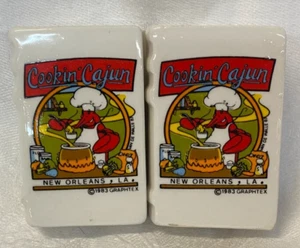 Cookin' Cajun
NEW ORLEANS, LA.
©1983 GRAPHTEX
Cookin' Cajun
NEW ORLEANS, LA.
©1983 GRAPHTEX